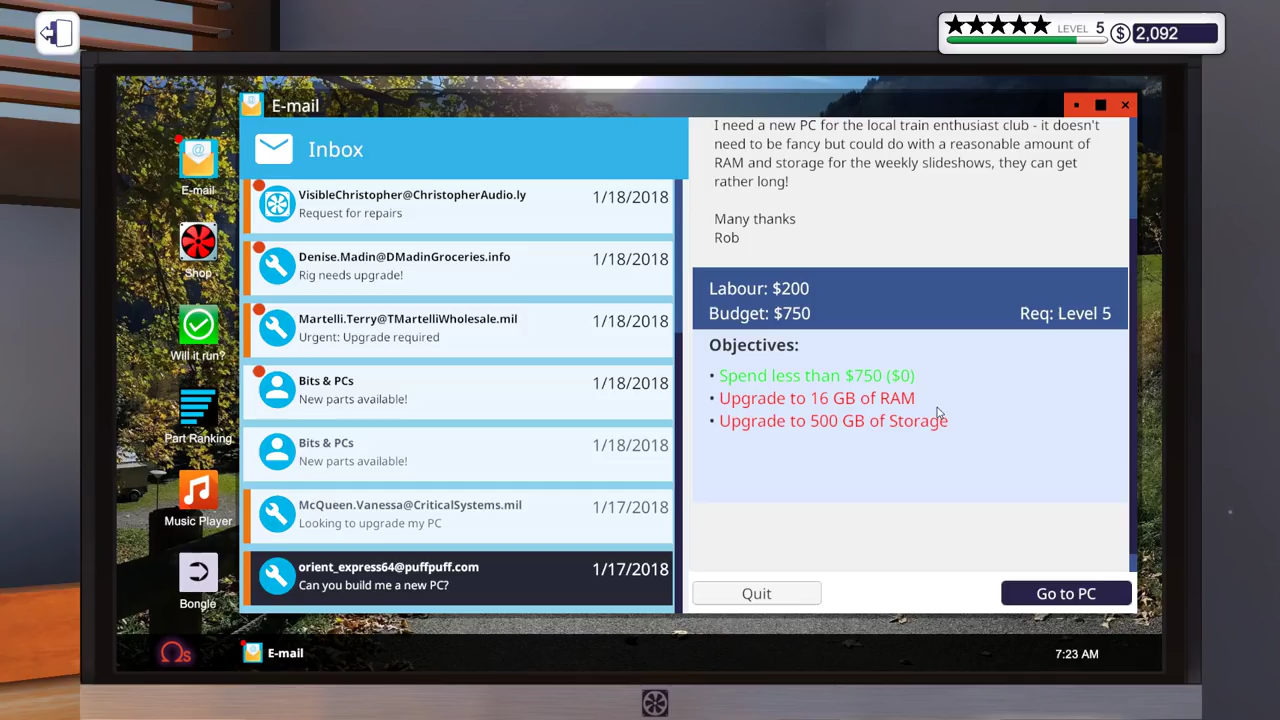 LEVEL 5 $ 2,092
E-mail
Inbox
E-mail
Shop
Will it run?
Part Ranking
Music Player
Bongle
VisibleChristopher@ChristopherAudio.ly 1/18/2018
Request for repairs
Denise.Madin@DMadinGroceries.info 1/18/2018
Rig needs upgrade!
Martelli.Terry@TMartelliWholesale.mil 1/18/2018
Urgent: Upgrade required
Bits & PCs 1/18/2018
New parts available!
Bits & PCs 1/18/2018
New parts available!
McQueen.Vanessa@CriticalSystems.mil 1/17/2018
Looking to upgrade my PC
orient_express64@puffpuff.com 1/17/2018
Can you build me a new PC?
I need a new PC for the local train enthusiast club - it doesn't
need to be fancy but could do with a reasonable amount of
RAM and storage for the weekly slideshows, they can get
rather long!
Many thanks
Rob
Labour: $200
Budget: $750 Req: Level 5
Objectives:
• Spend less than $750 ($0)
• Upgrade to 16 GB of RAM
• Upgrade to 500 GB of Storage
Quit Go to PC
Ωs E-mail 7:23 AM